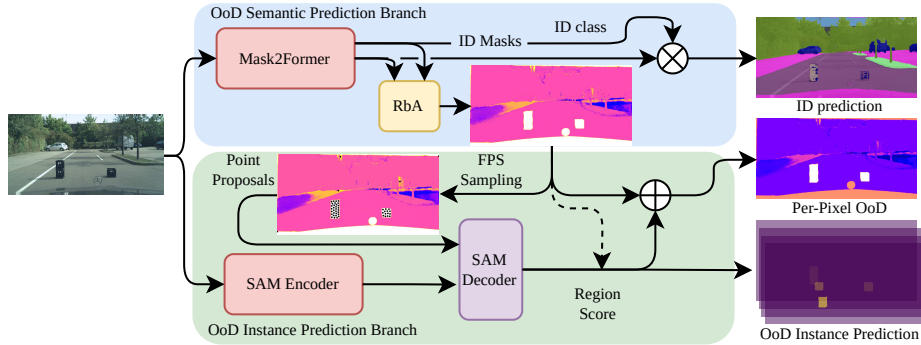 OoD Semantic Prediction Branch
ID class
ID Masks
Mask2Former
RbA
ID prediction
Point
Proposals
FPS
Sampling
Per-Pixel OoD
SAM
Decoder
SAM Encoder
Region
Score
OoD Instance Prediction Branch
OoD Instance Prediction